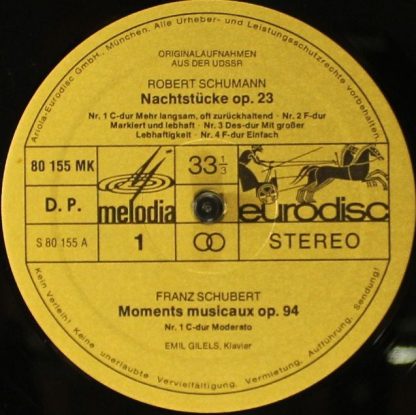 Ariola-Eurodisc GmbH., München. Alle Urheber- und Leistungsschutzrechte vorbehalten
ORIGINALAUFNAHMEN
AUS DER UDSSR
ROBERT SCHUMANN
Nachtstücke op. 23
Nr. 1 C-dur Mehr langsam, oft zurückhaltend · Nr. 2 F-dur
Markiert und lebhaft · Nr. 3 Des-dur Mit großer
Lebhaftigkeit · Nr. 4 F-dur Einfach
80 155 MK
33 1/3
D. P.
melodia
eurodisc
S 80 155 A
1
STEREO
FRANZ SCHUBERT
Moments musicaux op. 94
Nr. 1 C-dur Moderato
EMIL GILELS, Klavier
Kein Verleih! Keine unerlaubte Vervielfältigung, Vermietung, Aufführung, Sendung!